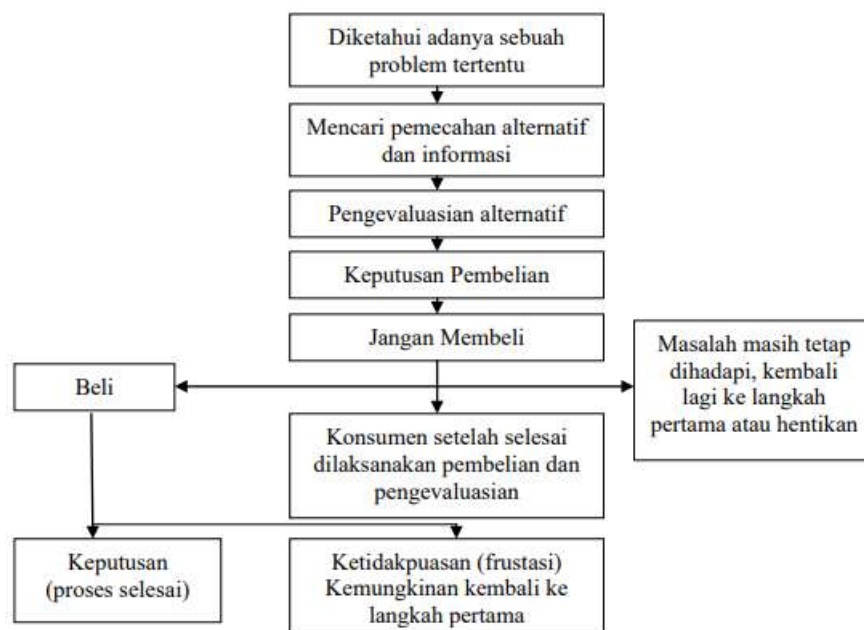 Diketahui adanya sebuah
problem tertentu
Mencari pemecahan alternatif
dan informasi
Pengevaluasian alternatif
Keputusan Pembelian
Jangan Membeli
Masalah masih tetap
dihadapi, kembali
lagi ke langkah
pertama atau hentikan
Beli
Konsumen setelah selesai
dilaksanakan pembelian dan
pengevaluasian
Keputusan
(proses selesai)
Ketidakpuasan (frustasi)
Kemungkinan kembali ke
langkah pertama